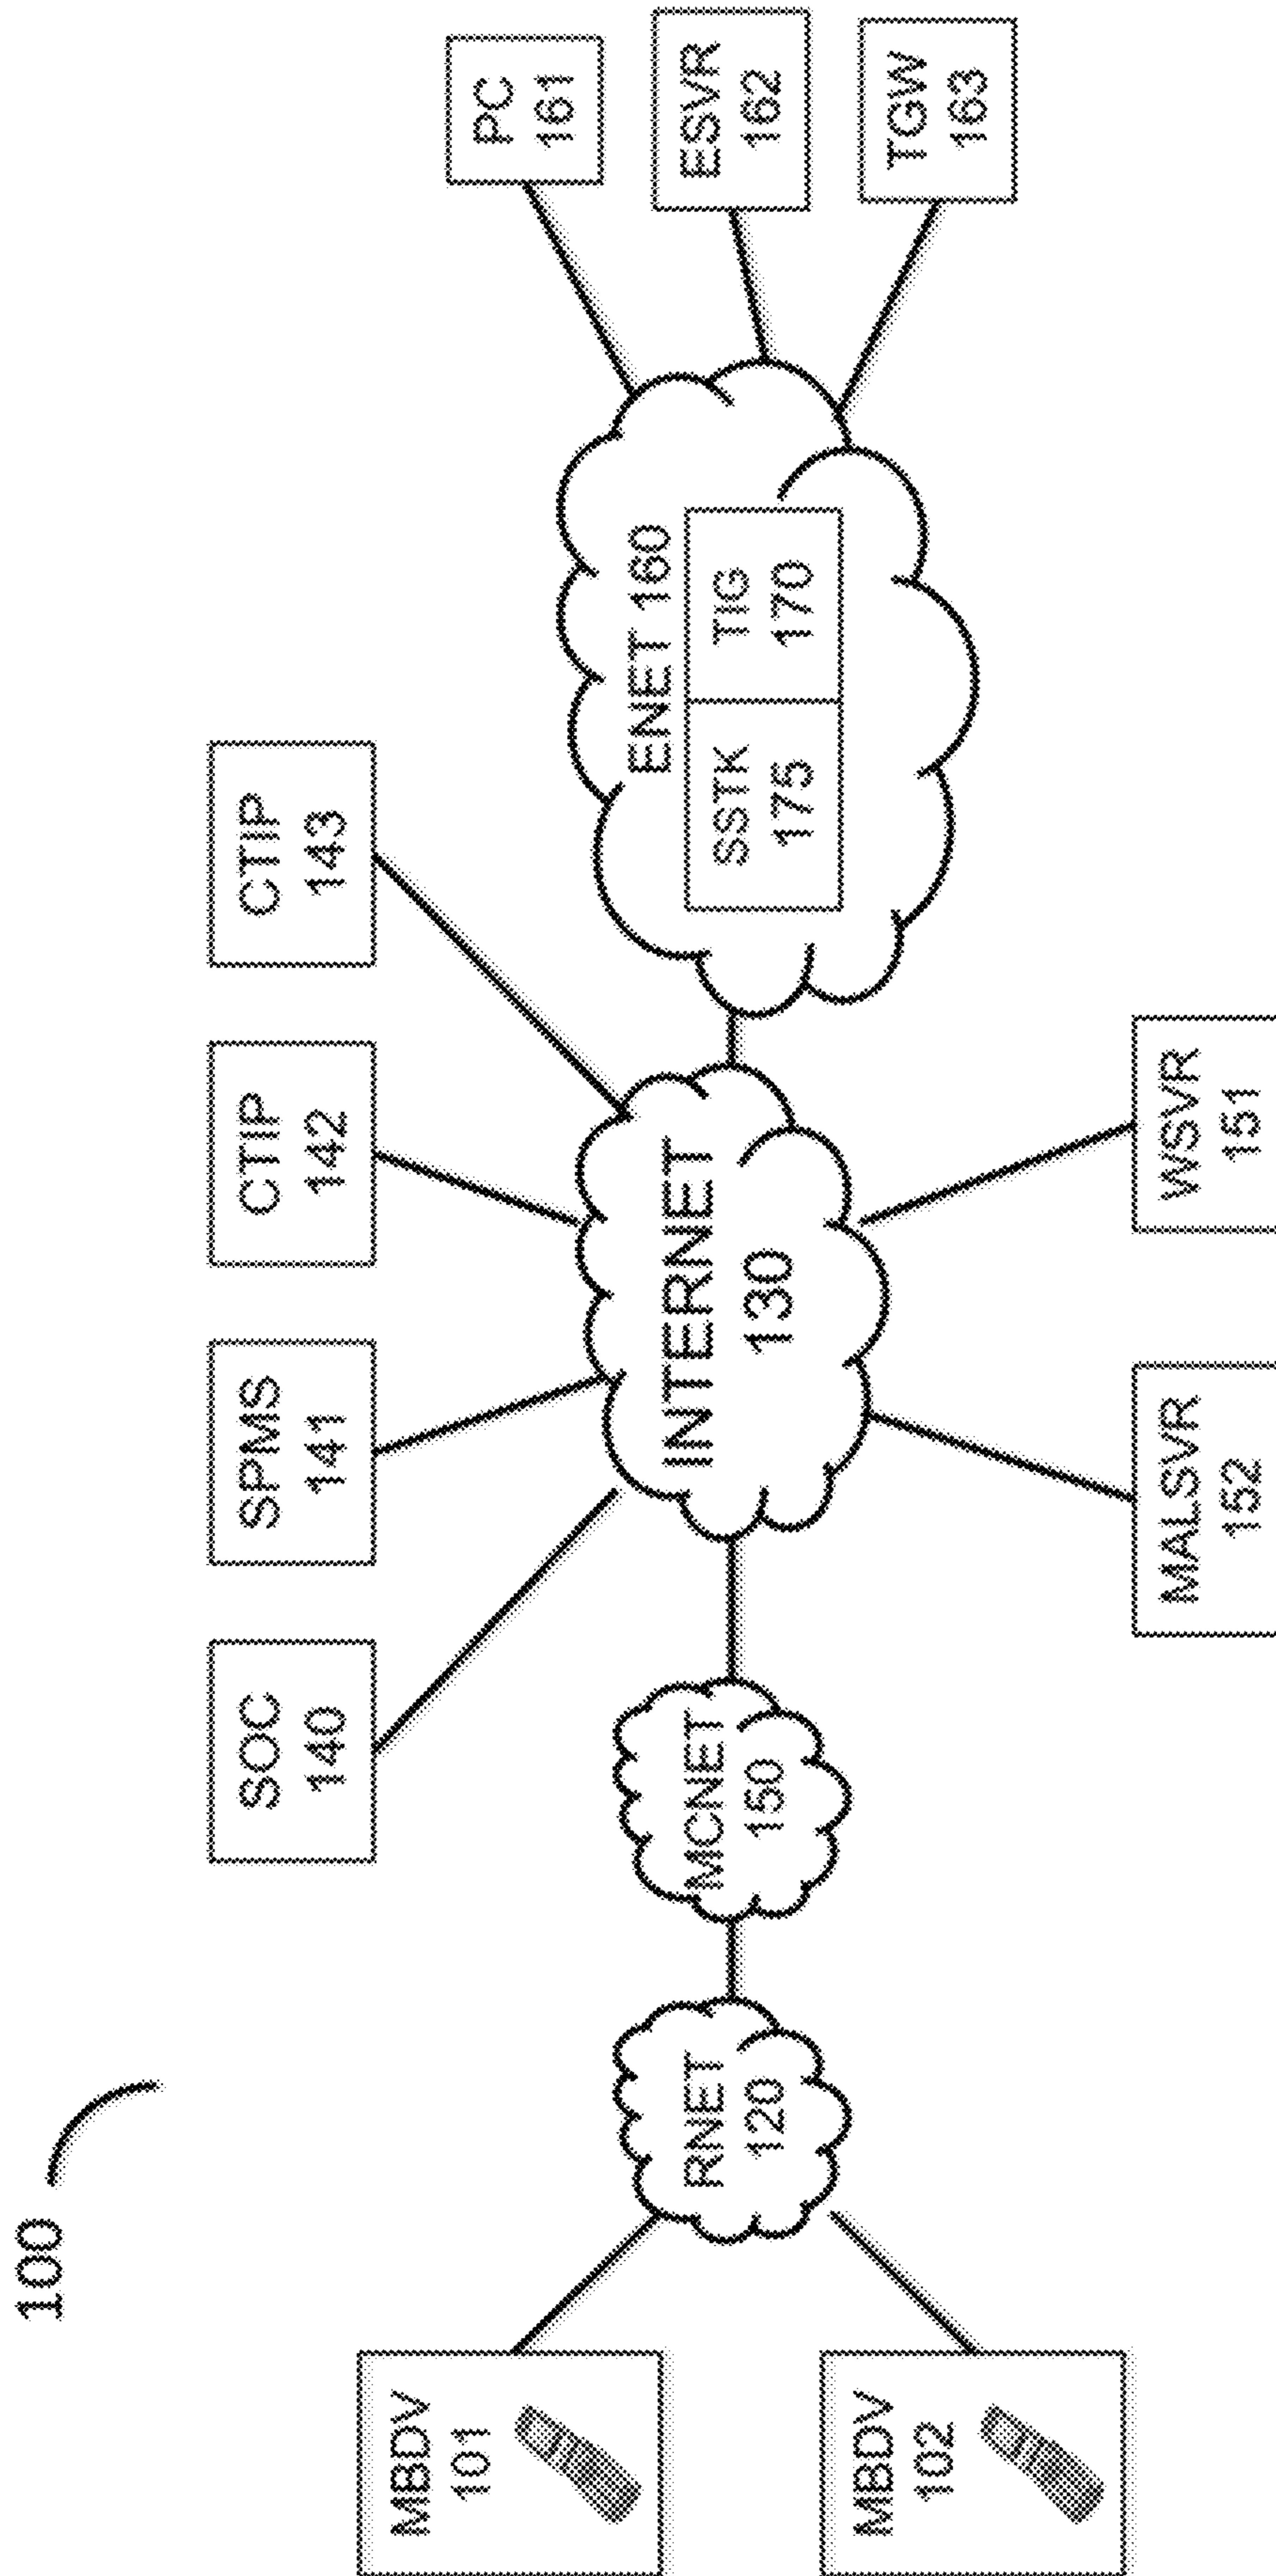 100
MBDV
101
MBDV
102
RNET
120
MCNET
150
SOC
140
SPMS
141
CTIP
142
CTIP
143
INTERNET
130
MALSVR
152
WSVR
151
ENET 160
SSTK
175
TIG
170
PC
161
ESVR
162
TGW
163